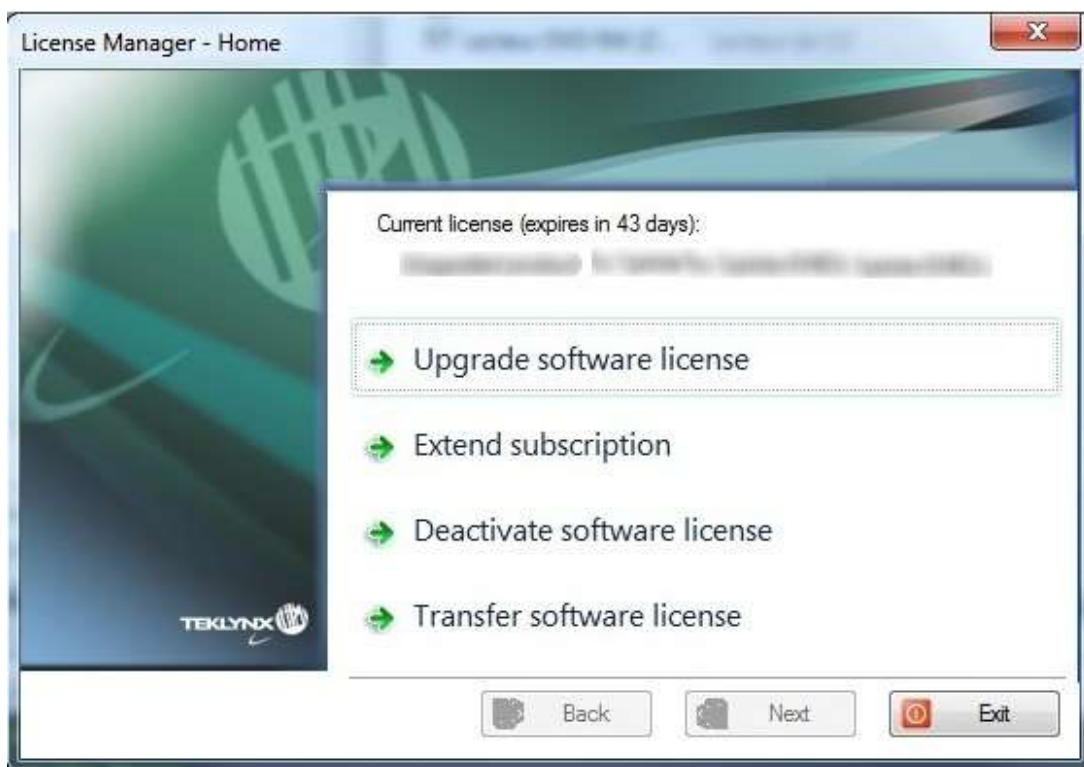 License Manager - Home
Current license (expires in 43 days):
Upgrade software license
Extend subscription
Deactivate software license
Transfer software license
TEKLYNX
Back
Next
Exit